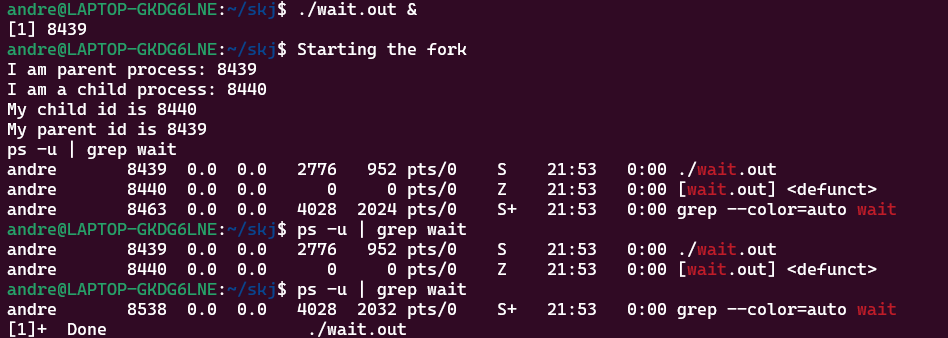 andre@LAPTOP-GKDG6LNE:~/skj$ ./wait.out &
[1] 8439
andre@LAPTOP-GKDG6LNE:~/skj$ Starting the fork
I am parent process: 8439
I am a child process: 8440
My child id is 8440
My parent id is 8439
ps -u | grep wait
andre       8439  0.0  0.0   2776   952 pts/0    S    21:53   0:00 ./wait.out
andre       8440  0.0  0.0      0     0 pts/0    Z    21:53   0:00 [wait.out] <defunct>
andre       8463  0.0  0.0   4028  2024 pts/0    S+   21:53   0:00 grep --color=auto wait
andre@LAPTOP-GKDG6LNE:~/skj$ ps -u | grep wait
andre       8439  0.0  0.0   2776   952 pts/0    S    21:53   0:00 ./wait.out
andre       8440  0.0  0.0      0     0 pts/0    Z    21:53   0:00 [wait.out] <defunct>
andre@LAPTOP-GKDG6LNE:~/skj$ ps -u | grep wait
andre       8538  0.0  0.0   4028  2032 pts/0    S+   21:53   0:00 grep --color=auto wait
[1]+  Done                    ./wait.out